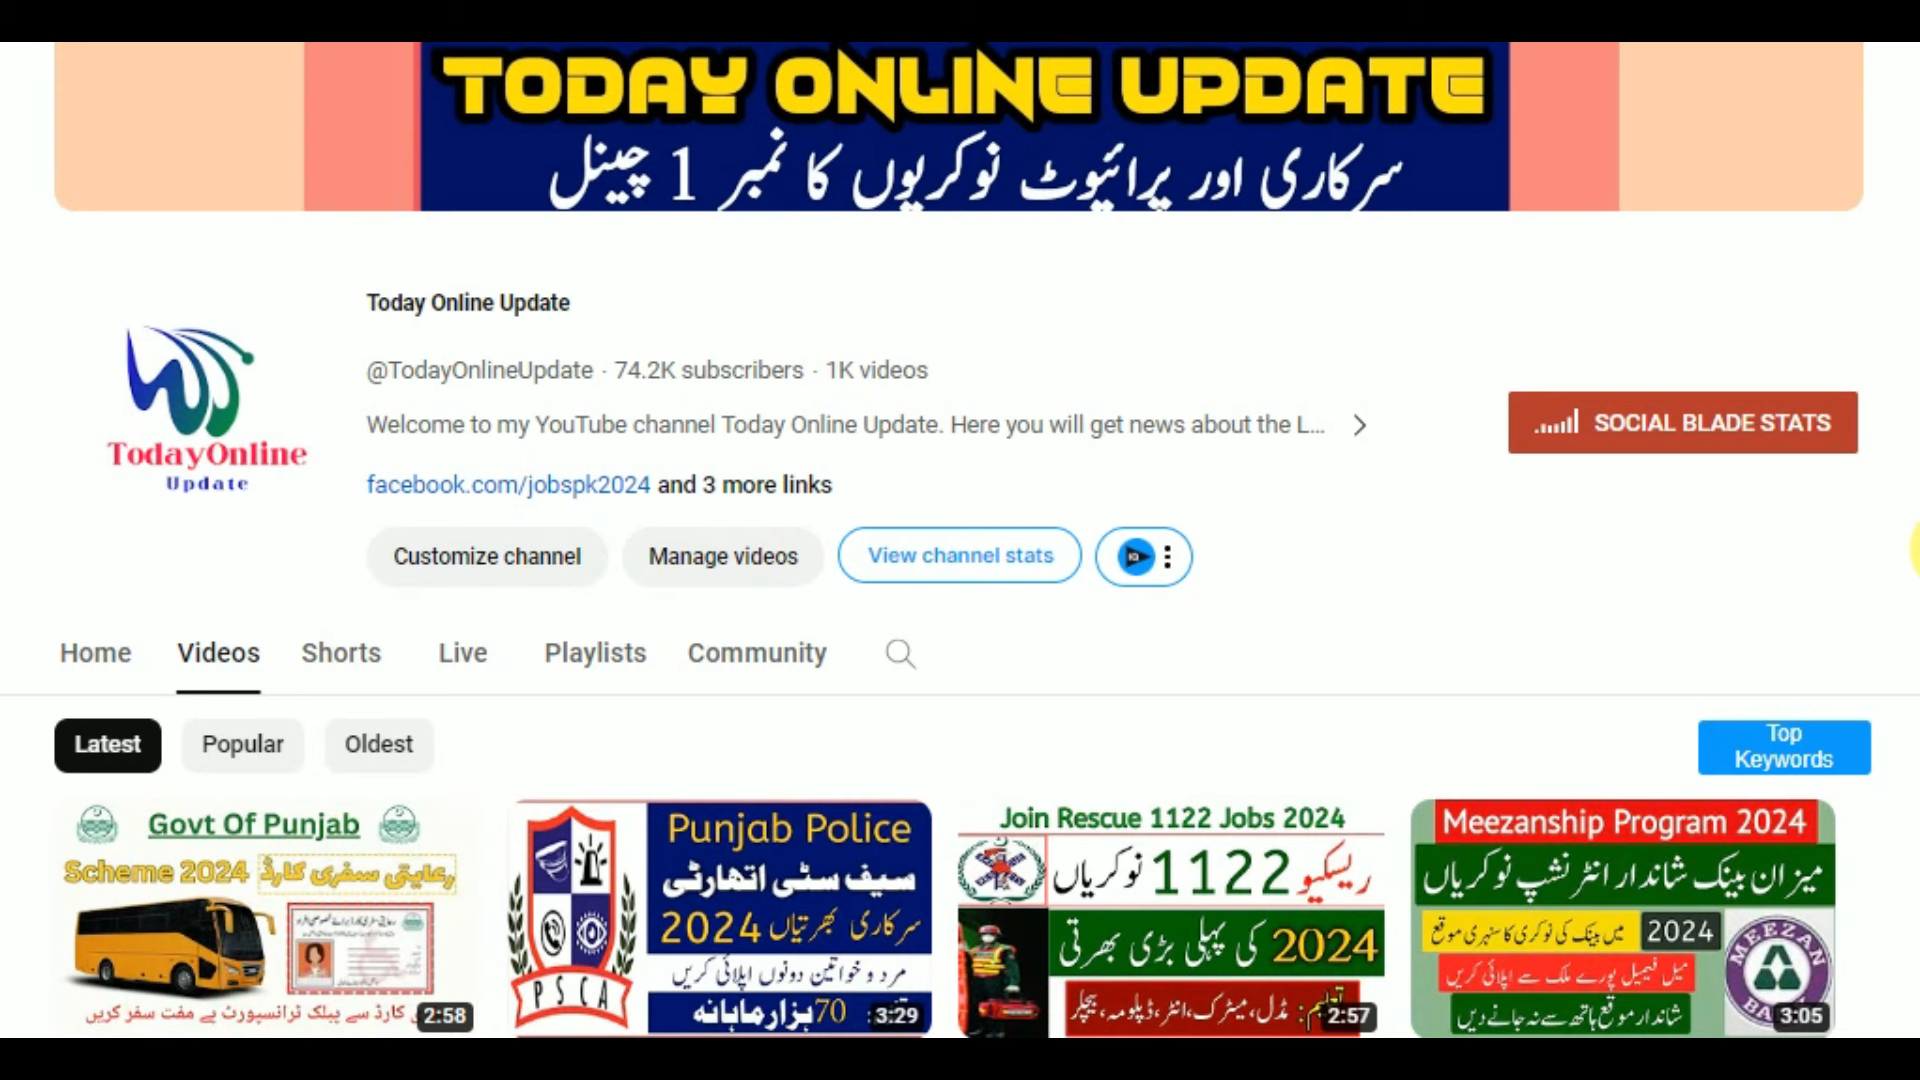 TODAY ONLINE UPDATE
سرکاری اور پرائیوٹ نوکریوں کا نمبر 1 چینل
Today Online Update
@TodayOnlineUpdate · 74.2K subscribers · 1K videos
Welcome to my YouTube channel Today Online Update. Here you will get news about the L...
SOCIAL BLADE STATS
TodayOnline
Update
facebook.com/jobspk2024 and 3 more links
Customize channel
Manage videos
View channel stats
Home
Videos
Shorts
Live
Playlists
Community
Latest
Popular
Oldest
Top
Keywords
Govt Of Punjab
Scheme 2024 رعایتی سفری کارڈ
کارڈ سے پبلک ٹرانسپورٹ پے مفت سفر کریں
2:58
Punjab Police
سیف سٹی اتھارٹی
سرکاری بھرتیاں 2024
مرد و خواتین دونوں اپلائی کریں
70 ہزار ماہانہ
PSCA
3:29
Join Rescue 1122 Jobs 2024
ریسکیو 1122 نوکریاں
2024 کی پہلی بڑی بھرتی
تعلیم: مڈل، میٹرک، انٹر، ڈپلومہ، بیچلر
2:57
Meezanship Program 2024
میزان بینک شاندار انٹرنشپ نوکریاں
2024 میں بینک کی نوکری کا سنہری موقع
میل فیمیل پورے ملک سے اپلائی کریں
شاندار موقع ہاتھ سے نہ جانے دیں
MEEZAN
BA
3:05